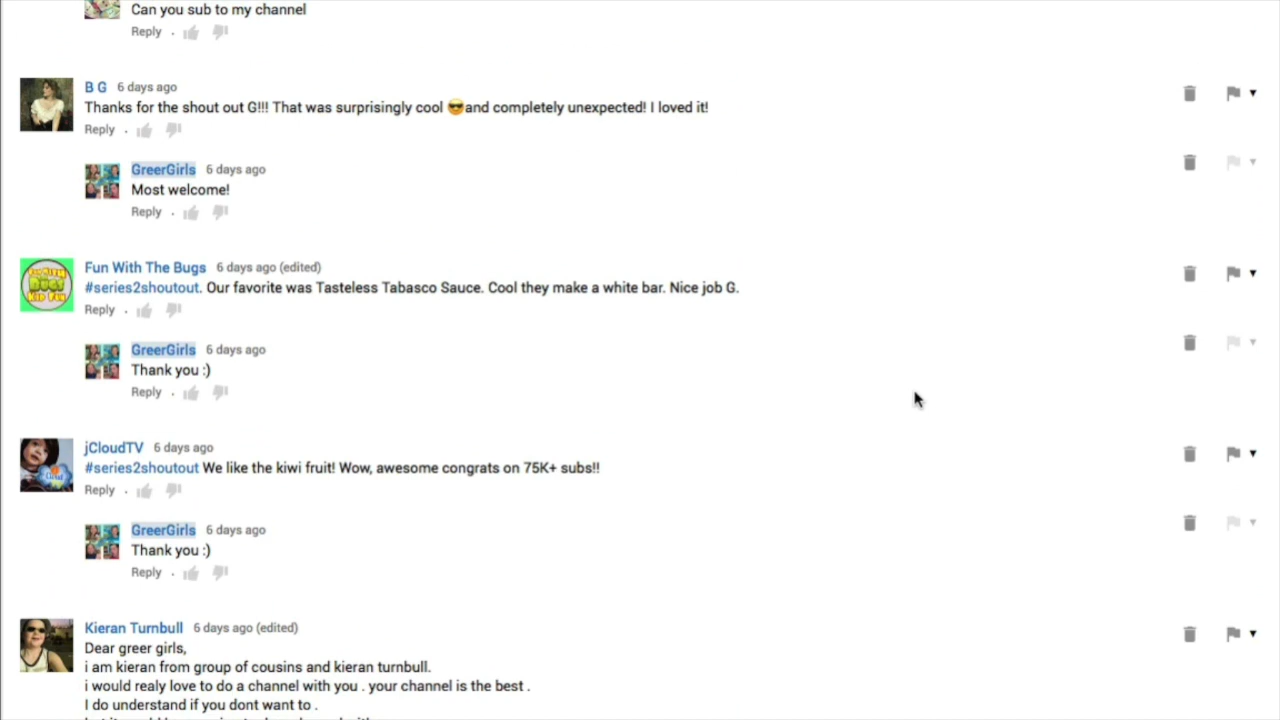 Can you sub to my channel
Reply .
B G 6 days ago
Thanks for the shout out G!!! That was surprisingly cool 😎and completely unexpected! I loved it!
Reply .
GreerGirls 6 days ago
Most welcome!
Reply .
Fun With The Bugs 6 days ago (edited)
#series2shoutout. Our favorite was Tasteless Tabasco Sauce. Cool they make a white bar. Nice job G.
Reply .
GreerGirls 6 days ago
Thank you :)
Reply .
jCloudTV 6 days ago
#series2shoutout We like the kiwi fruit! Wow, awesome congrats on 75K+ subs!!
Reply .
GreerGirls 6 days ago
Thank you :)
Reply .
Kieran Turnbull 6 days ago (edited)
Dear greer girls,
i am kieran from group of cousins and kieran turnbull.
i would realy love to do a channel with you . your channel is the best .
I do understand if you dont want to .